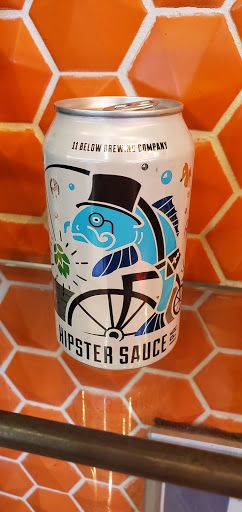 11 BELOW BREWING COMPANY
HIPSTER SAUCE